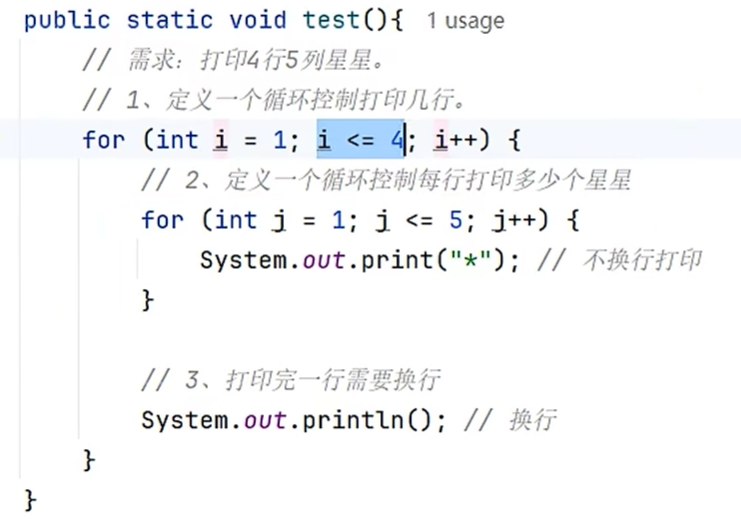 public static void test(){ 1 usage
// 需求：打印4行5列星星。
// 1、定义一个循环控制打印几行。
for (int i = 1; i <= 4; i++) {
// 2、定义一个循环控制每行打印多少个星星
for (int j = 1; j <= 5; j++) {
System.out.print("*"); // 不换行打印
}
// 3、打印完一行需要换行
System.out.println(); // 换行
}
}